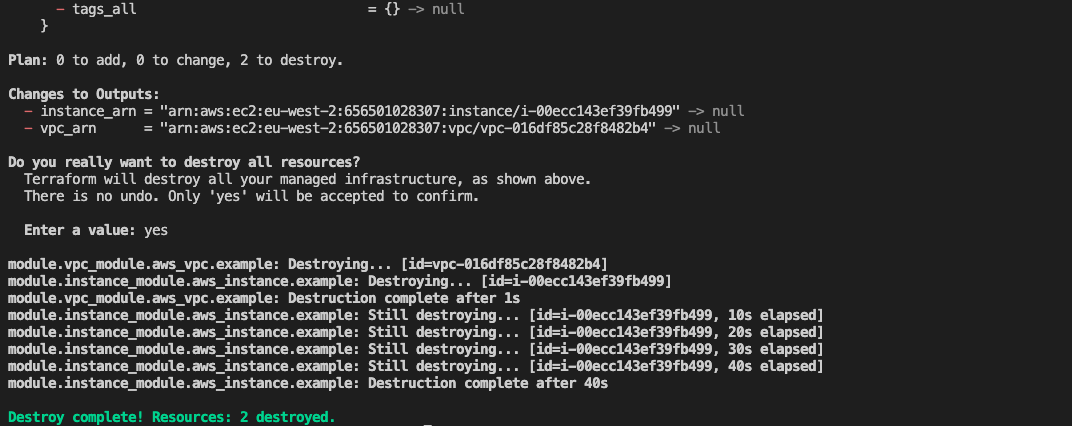 - tags_all = {} -> null
}
Plan: 0 to add, 0 to change, 2 to destroy.
Changes to Outputs:
- instance_arn = "arn:aws:ec2:eu-west-2:656501028307:instance/i-00ecc143ef39fb499" -> null
- vpc_arn = "arn:aws:ec2:eu-west-2:656501028307:vpc/vpc-016df85c28f8482b4" -> null
Do you really want to destroy all resources?
Terraform will destroy all your managed infrastructure, as shown above.
There is no undo. Only 'yes' will be accepted to confirm.
Enter a value: yes
module.vpc_module.aws_vpc.example: Destroying... [id=vpc-016df85c28f8482b4]
module.instance_module.aws_instance.example: Destroying... [id=i-00ecc143ef39fb499]
module.vpc_module.aws_vpc.example: Destruction complete after 1s
module.instance_module.aws_instance.example: Still destroying... [id=i-00ecc143ef39fb499, 10s elapsed]
module.instance_module.aws_instance.example: Still destroying... [id=i-00ecc143ef39fb499, 20s elapsed]
module.instance_module.aws_instance.example: Still destroying... [id=i-00ecc143ef39fb499, 30s elapsed]
module.instance_module.aws_instance.example: Still destroying... [id=i-00ecc143ef39fb499, 40s elapsed]
module.instance_module.aws_instance.example: Destruction complete after 40s
Destroy complete! Resources: 2 destroyed.